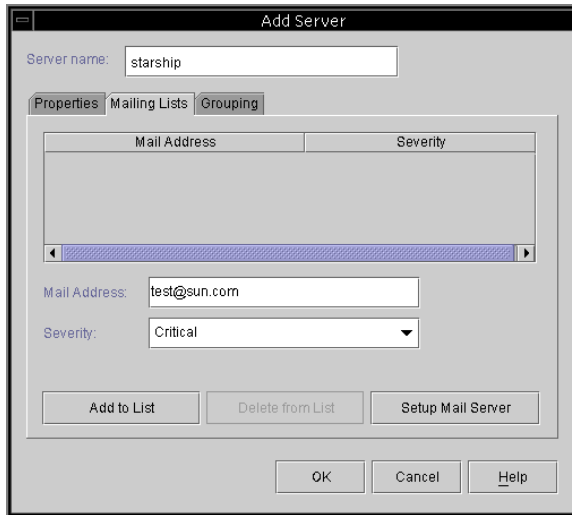 Add Server
Server name: starship
Properties Mailing Lists Grouping
Mail Address Severity
Mail Address: test@sun.com
Severity: Critical
Add to List Delete from List Setup Mail Server
OK Cancel Help